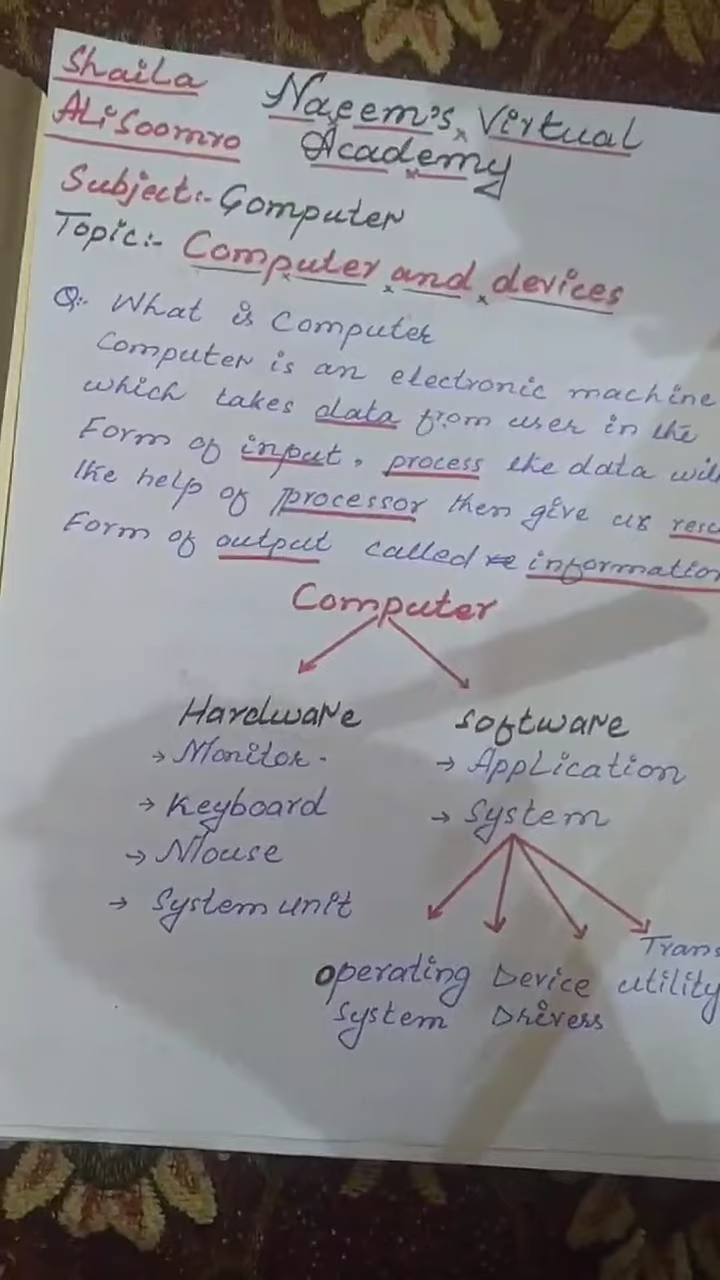 Shaila
Ali Soomro
Naeem's Virtual
Academy
Subject:- Computer
Topic:- Computer and devices
Q:- What is Computer
Computer is an electronic machine
which takes data from user in the
Form of input, process the data wit
the help of processor then give us resu
Form of output called information
Computer
Hardware
Software
→ Monitor
→ Application
→ Keyboard
→ System
→ Mouse
→ System unit
Trans
Operating Device utility
System Drivess